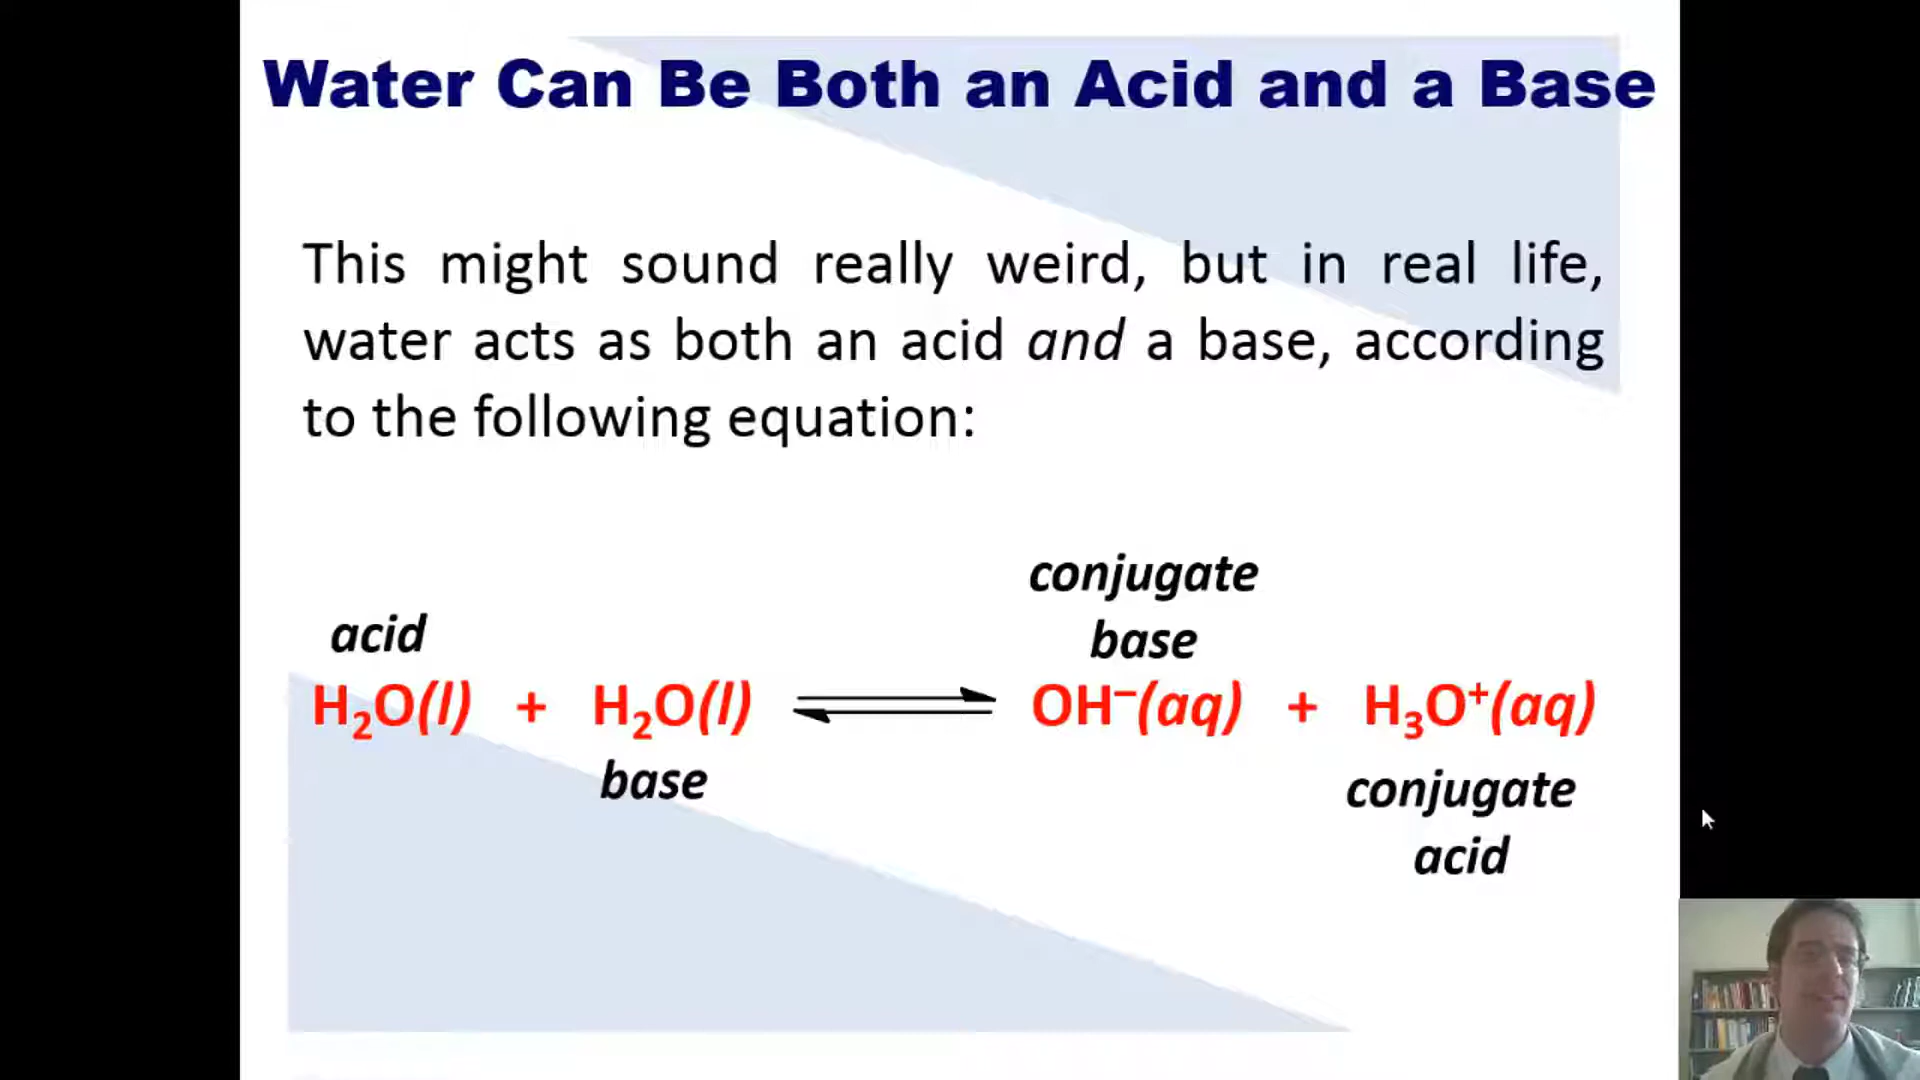 Water Can Be Both an Acid and a Base
This might sound really weird, but in real life,
water acts as both an acid and a base, according
to the following equation:
conjugate
acid base
H₂O(l) + H₂O(l) ⇌ OH⁻(aq) + H₃O⁺(aq)
base conjugate
acid